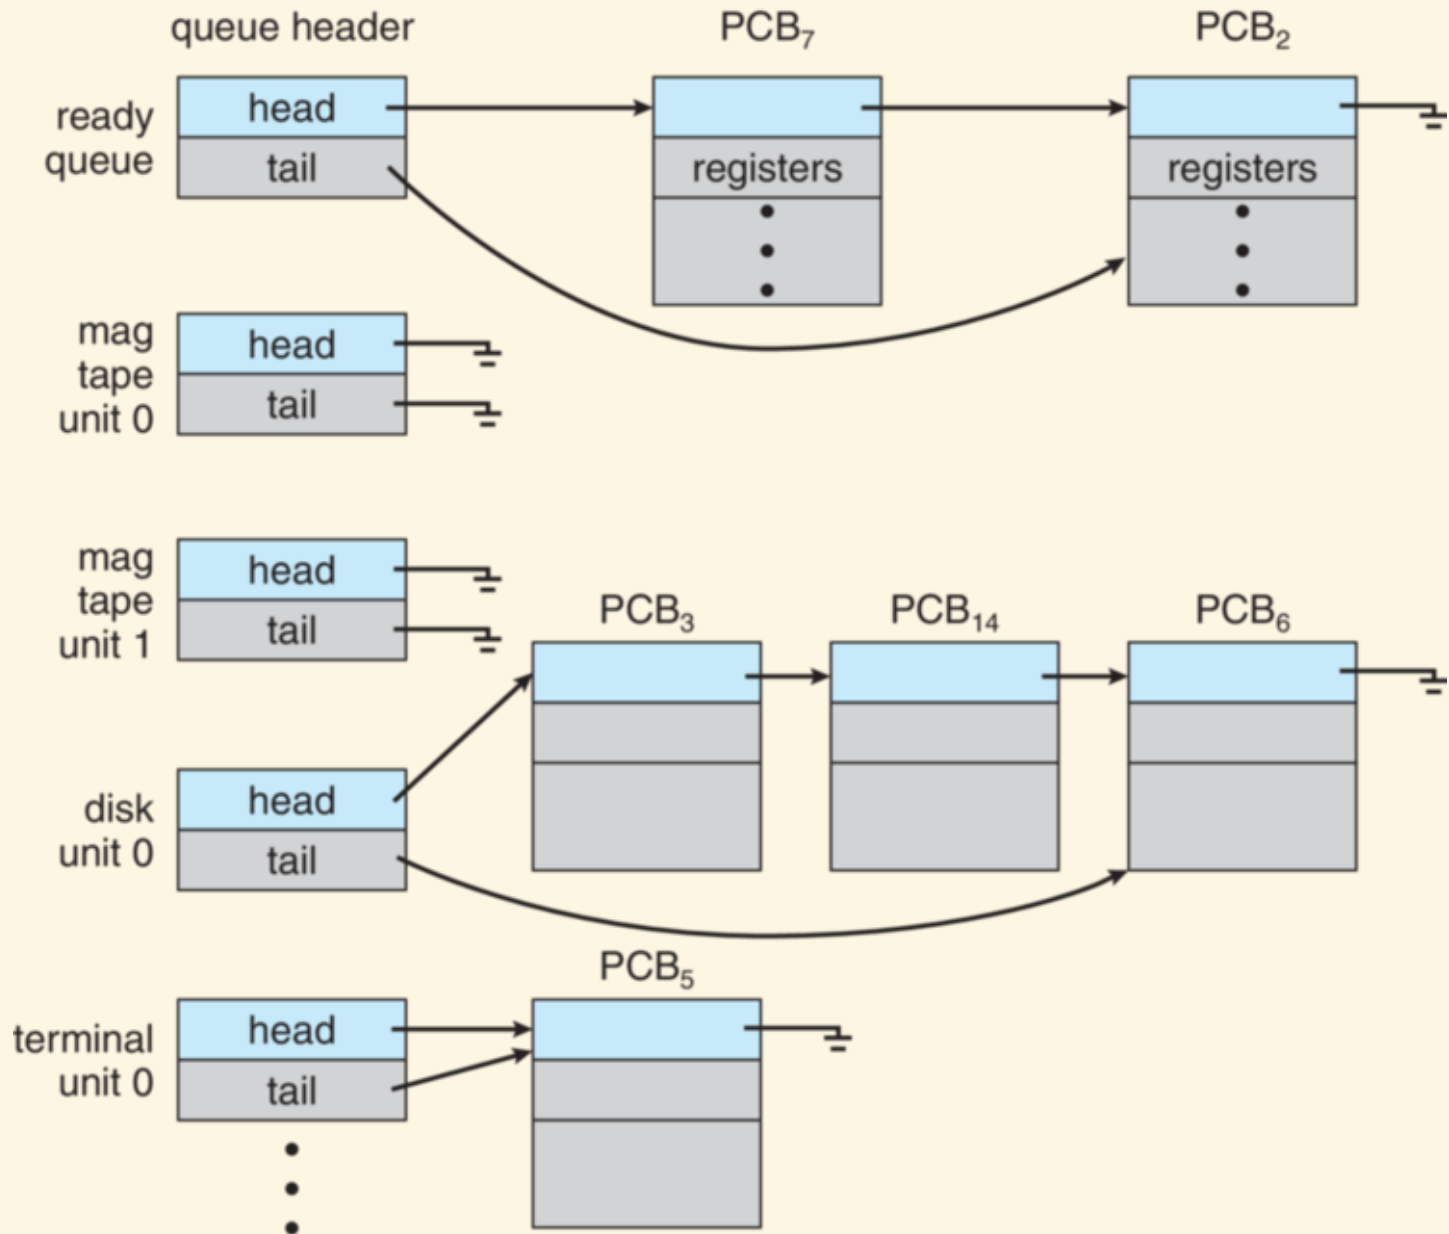 queue header
PCB₇
PCB₂
ready
queue
head
tail
registers
registers
mag
tape
unit 0
head
tail
mag
tape
unit 1
head
tail
PCB₃
PCB₁₄
PCB₆
disk
unit 0
head
tail
PCB₅
terminal
unit 0
head
tail